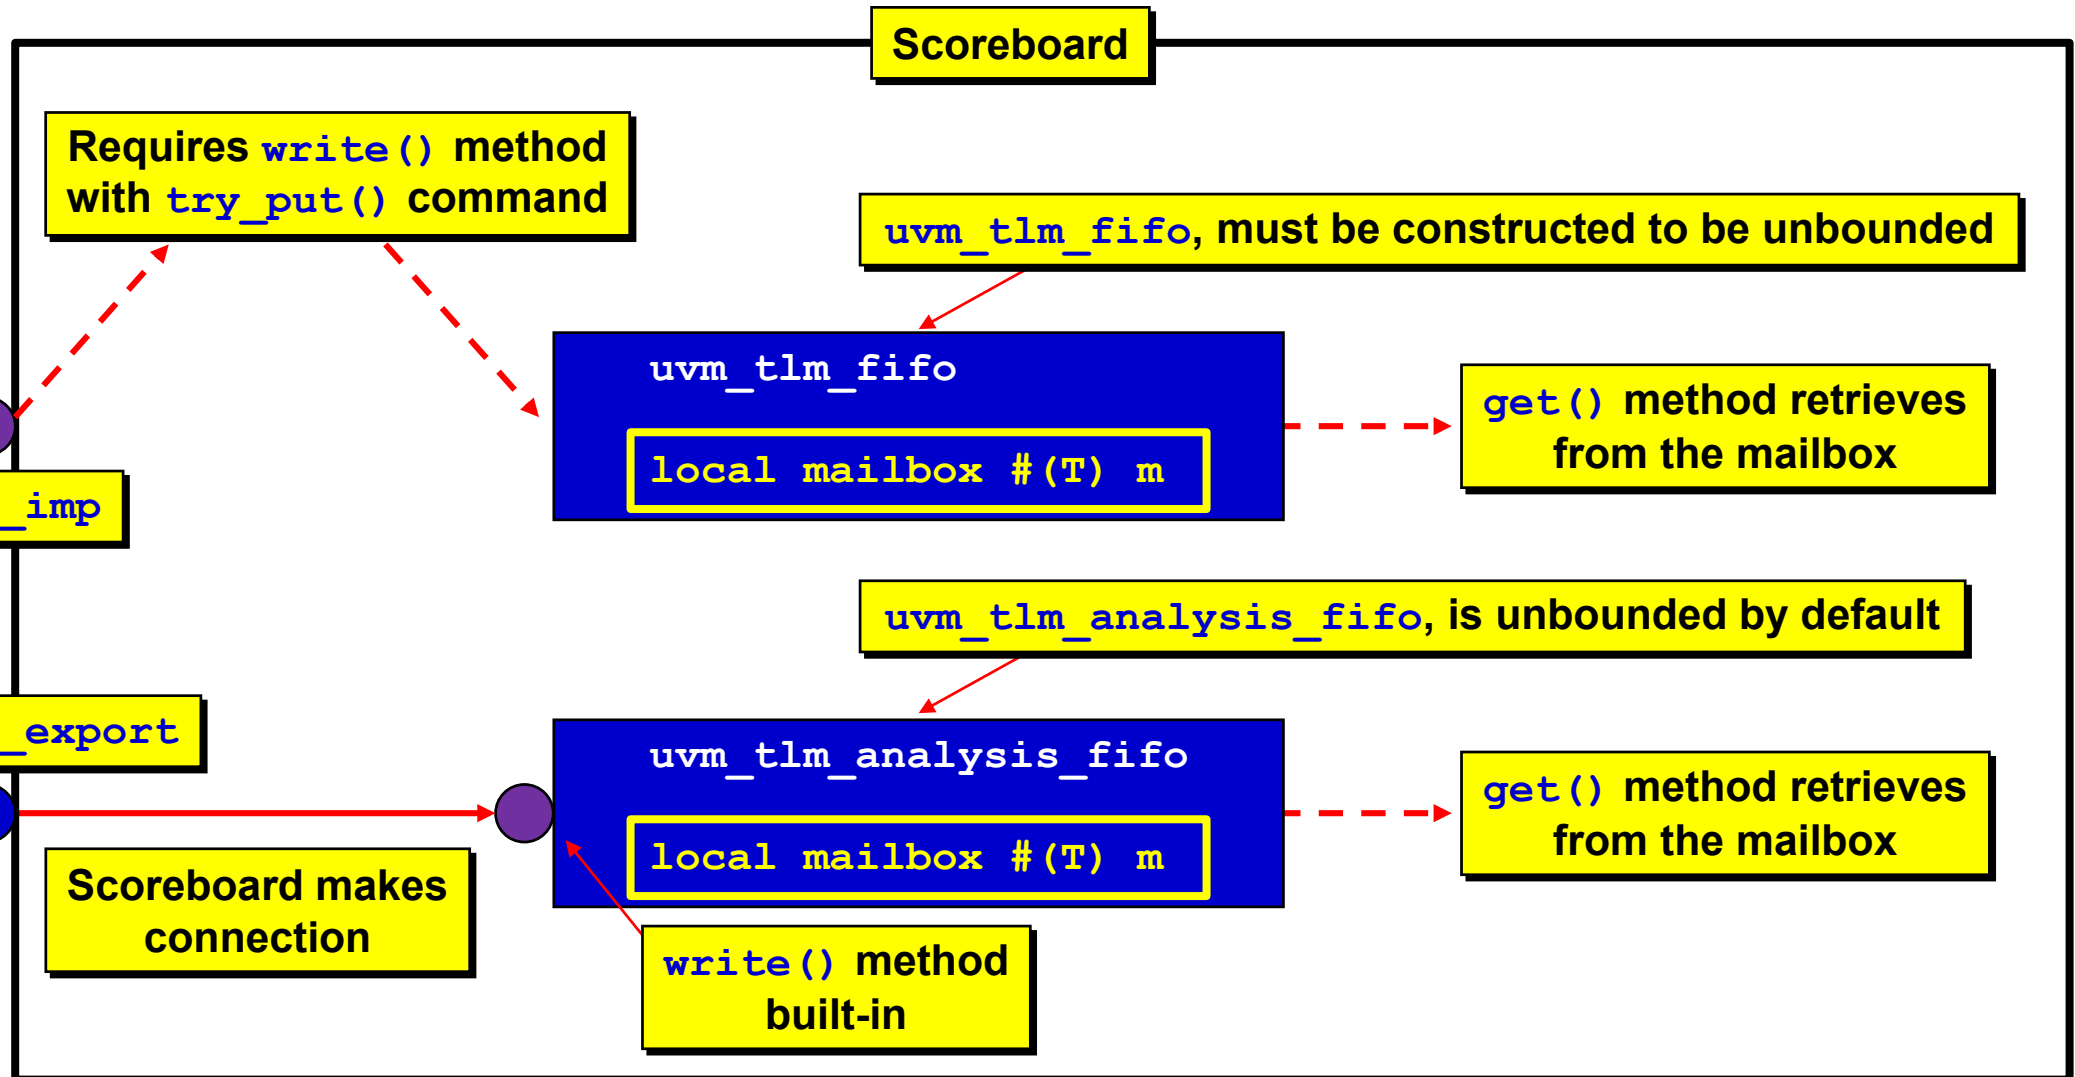 Scoreboard
Requires write() method
with try_put() command
uvm_tlm_fifo, must be constructed to be unbounded
uvm_tlm_fifo
local mailbox #(T) m
get() method retrieves
from the mailbox
_imp
uvm_tlm_analysis_fifo, is unbounded by default
_export
uvm_tlm_analysis_fifo
local mailbox #(T) m
get() method retrieves
from the mailbox
Scoreboard makes
connection
write() method
built-in